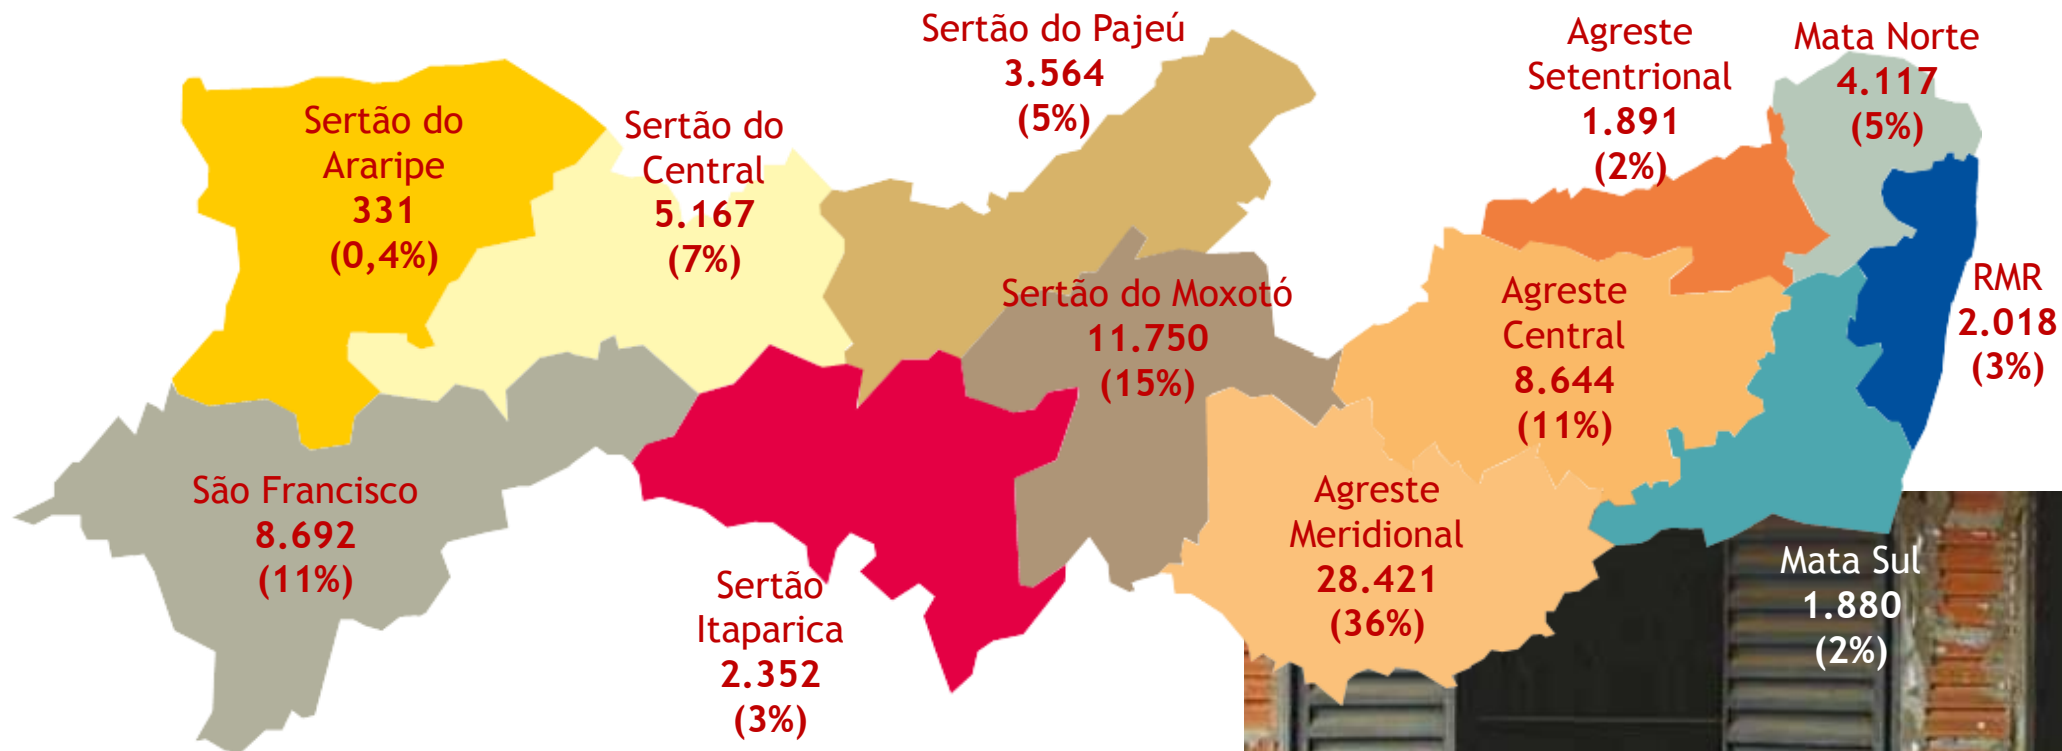 Sertão do
Araripe
331
(0,4%)
Sertão do
Central
5.167
(7%)
Sertão do Pajeú
3.564
(5%)
Agreste
Setentrional
1.891
(2%)
Mata Norte
4.117
(5%)
RMR
2.018
(3%)
Sertão do Moxotó
11.750
(15%)
Agreste
Central
8.644
(11%)
São Francisco
8.692
(11%)
Sertão
Itaparica
2.352
(3%)
Agreste
Meridional
28.421
(36%)
Mata Sul
1.880
(2%)